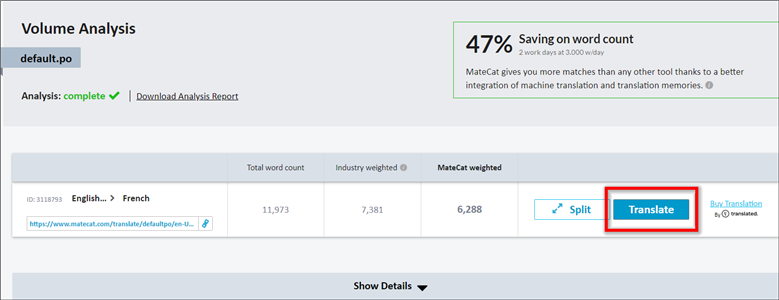 Volume Analysis
default.po
Analysis: complete
Download Analysis Report
47%
Saving on word count
2 work days at 3.000 w/day
MateCat gives you more matches than any other tool thanks to a better
integration of machine translation and translation memories.
Total word count
Industry weighted
MateCat weighted
ID: 3118793
English... > French
https://www.matecat.com/translate/defaultpo/en-U...
11,973
7,381
6,288
Split
Translate
Buy Translation
By translated.
Show Details